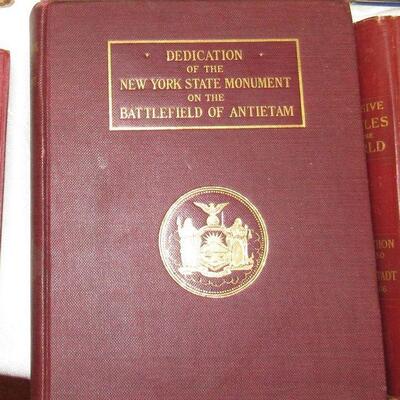 DEDICATION
OF THE
NEW YORK STATE MONUMENT
ON THE
BATTLEFIELD OF ANTIETAM